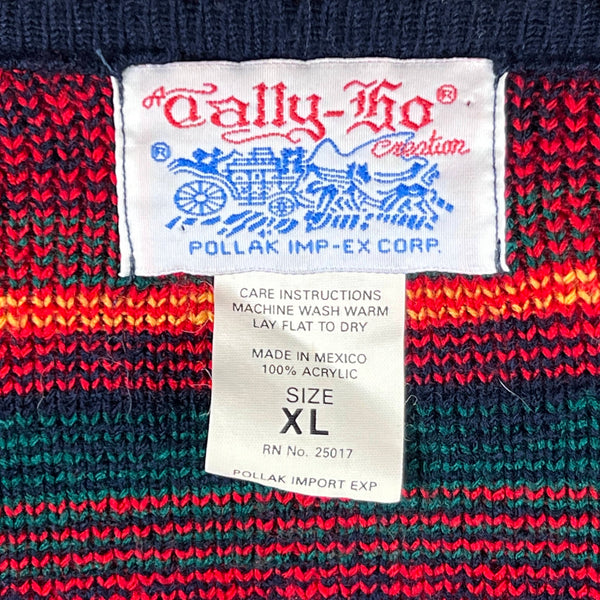 A Tally-Ho®
Creation
®
POLLAK IMP-EX CORP.
CARE INSTRUCTIONS
MACHINE WASH WARM
LAY FLAT TO DRY
MADE IN MEXICO
100% ACRYLIC
SIZE
XL
RN No. 25017
POLLAK IMPORT EXP